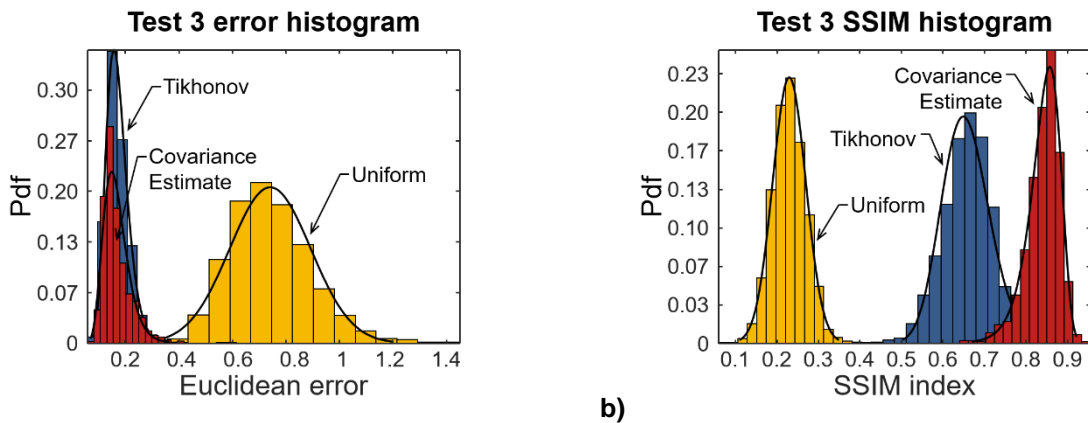 Test 3 error histogram
Pdf
0.30
0.27
0.20
0.13
0.07
0
Tikhonov
Covariance
Estimate
Uniform
0.2
0.4
0.6
0.8
1
1.2
1.4
Euclidean error
b)
Test 3 SSIM histogram
Pdf
0.23
0.20
0.17
0.13
0.07
0.03
0
Covariance
Estimate
Tikhonov
Uniform
0.1
0.2
0.3
0.4
0.5
0.6
0.7
0.8
0.9
SSIM index